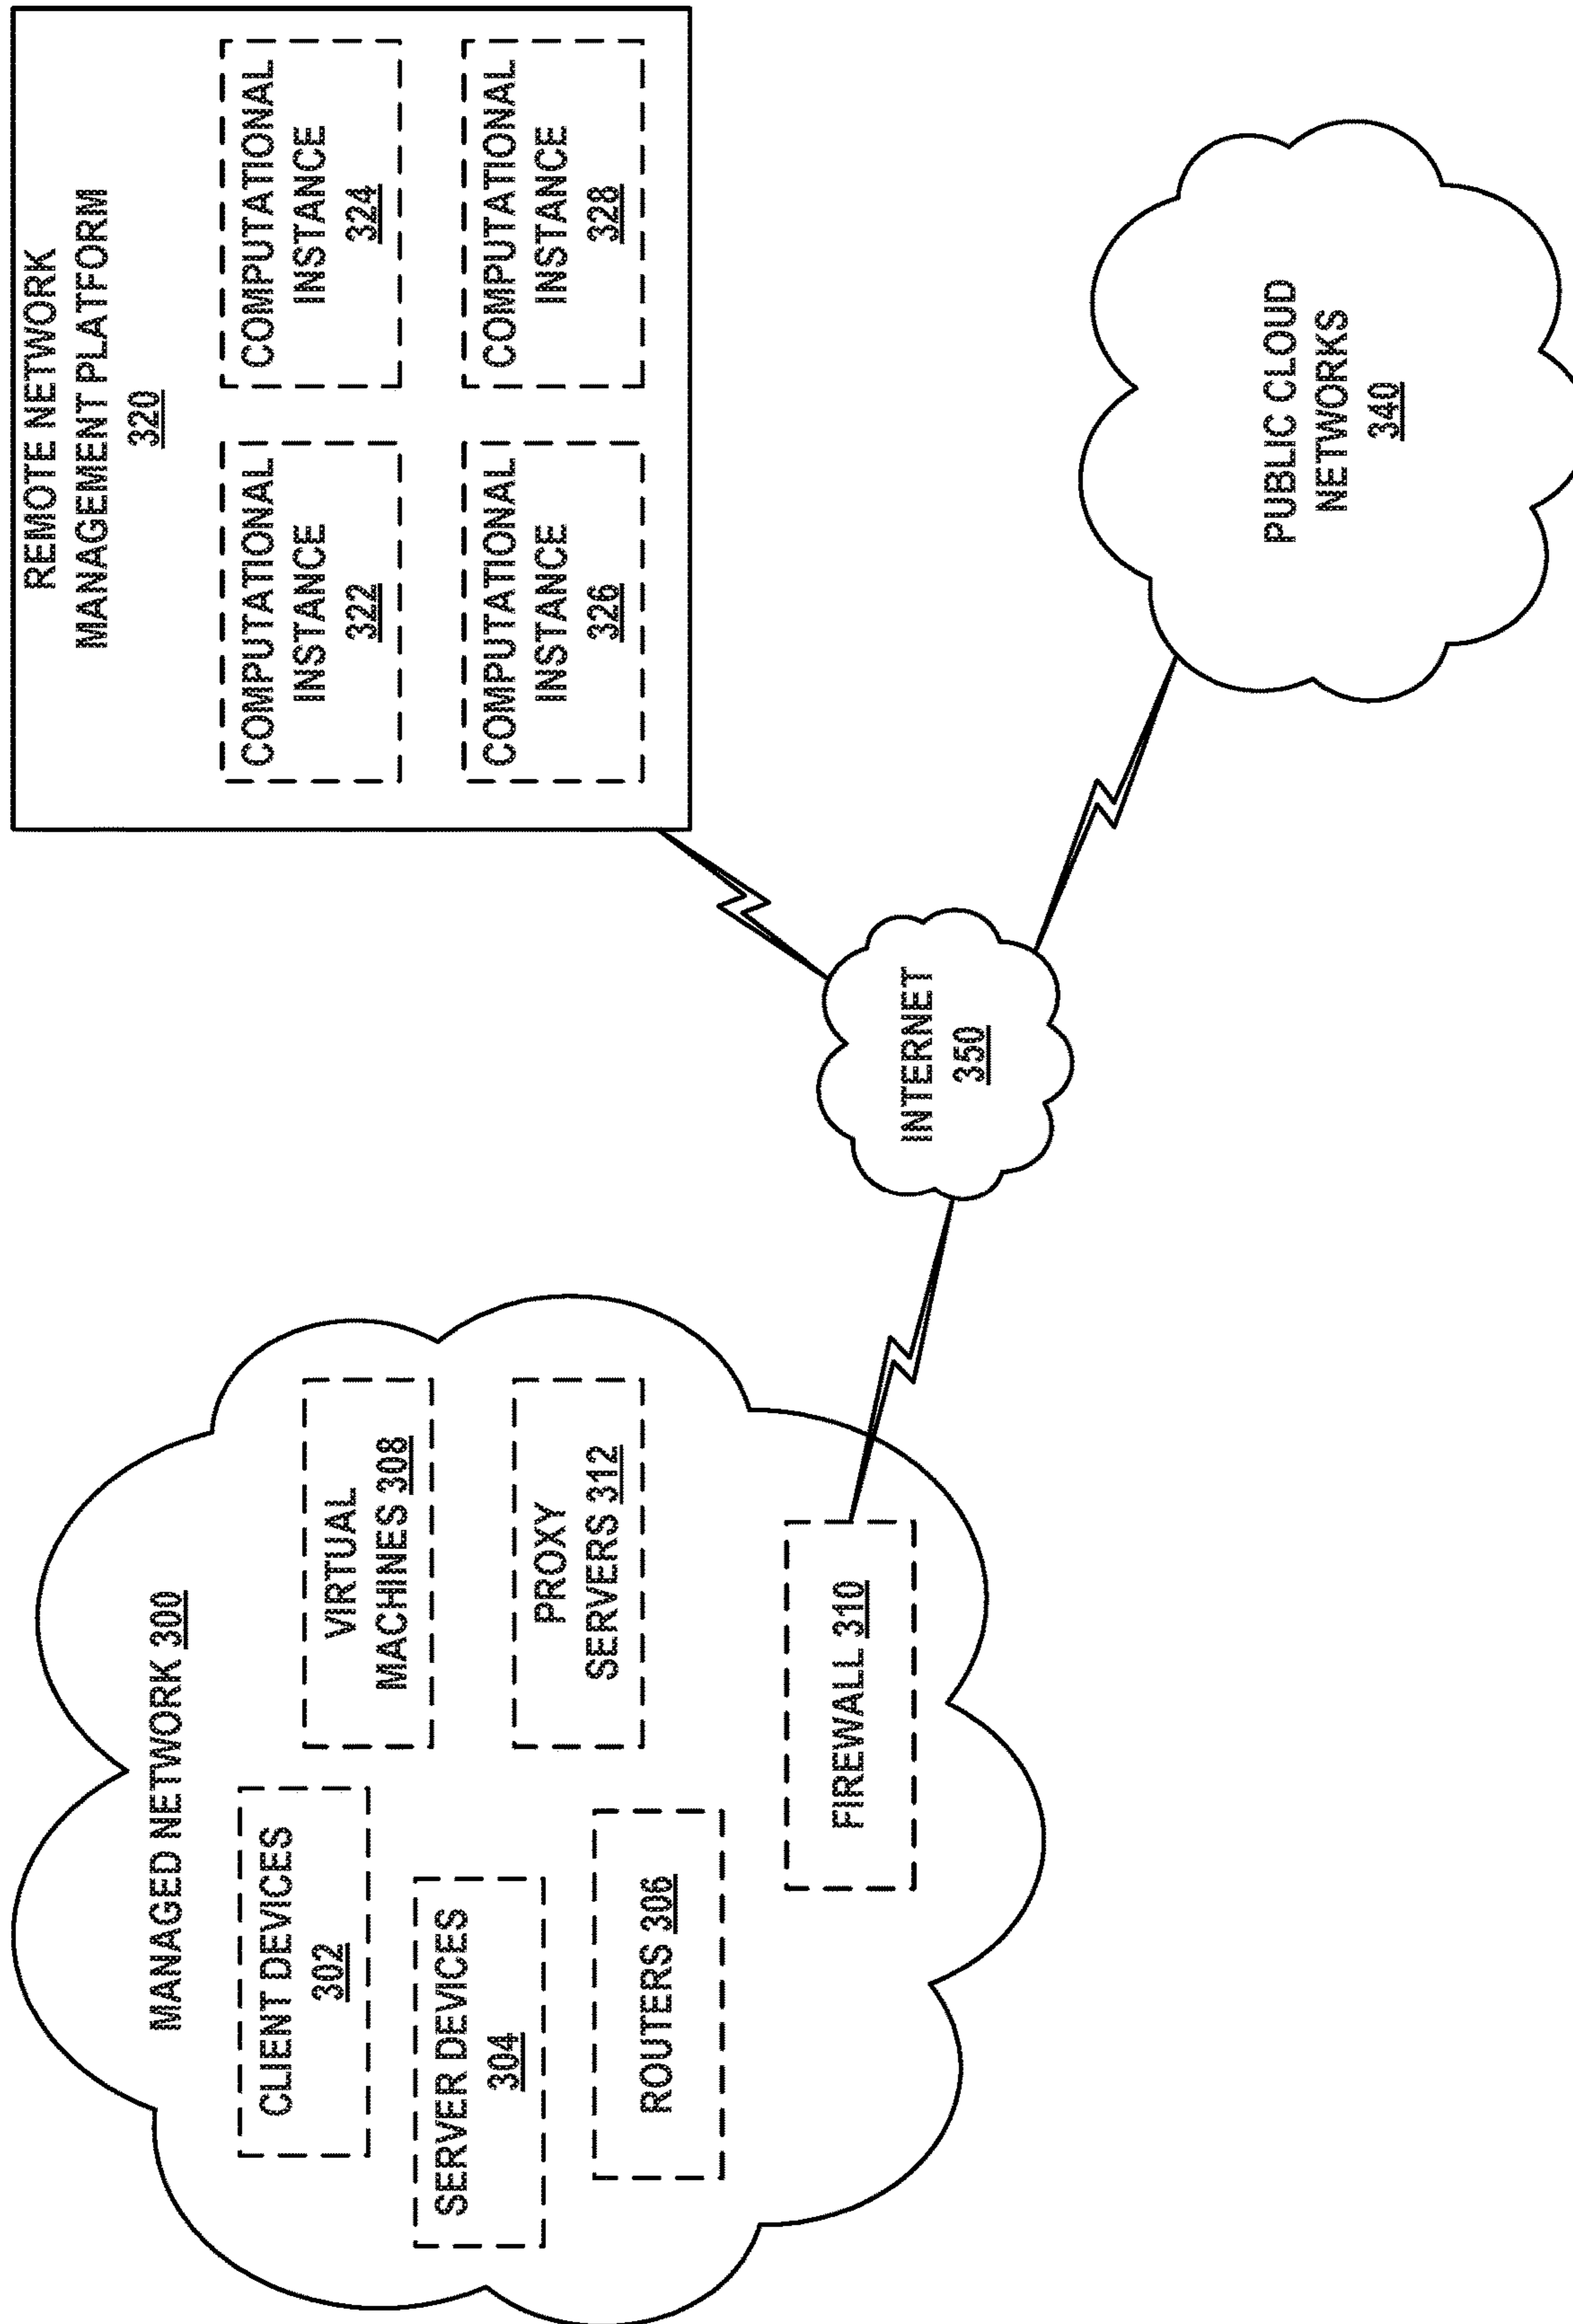 MANAGED NETWORK 300
CLIENT DEVICES
302
SERVER DEVICES
304
ROUTERS 306
VIRTUAL
MACHINES 308
PROXY
SERVERS 312
FIREWALL 310
INTERNET
350
REMOTE NETWORK
MANAGEMENT PLATFORM
320
COMPUTATIONAL
INSTANCE
322
COMPUTATIONAL
INSTANCE
324
COMPUTATIONAL
INSTANCE
326
COMPUTATIONAL
INSTANCE
328
PUBLIC CLOUD
NETWORKS
340